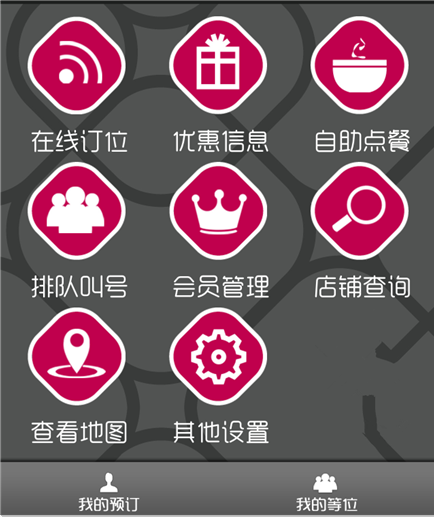 在线订位 优惠信息 自助点餐
排队叫号 会员管理 店铺查询
查看地图 其他设置
我的预订 我的等位